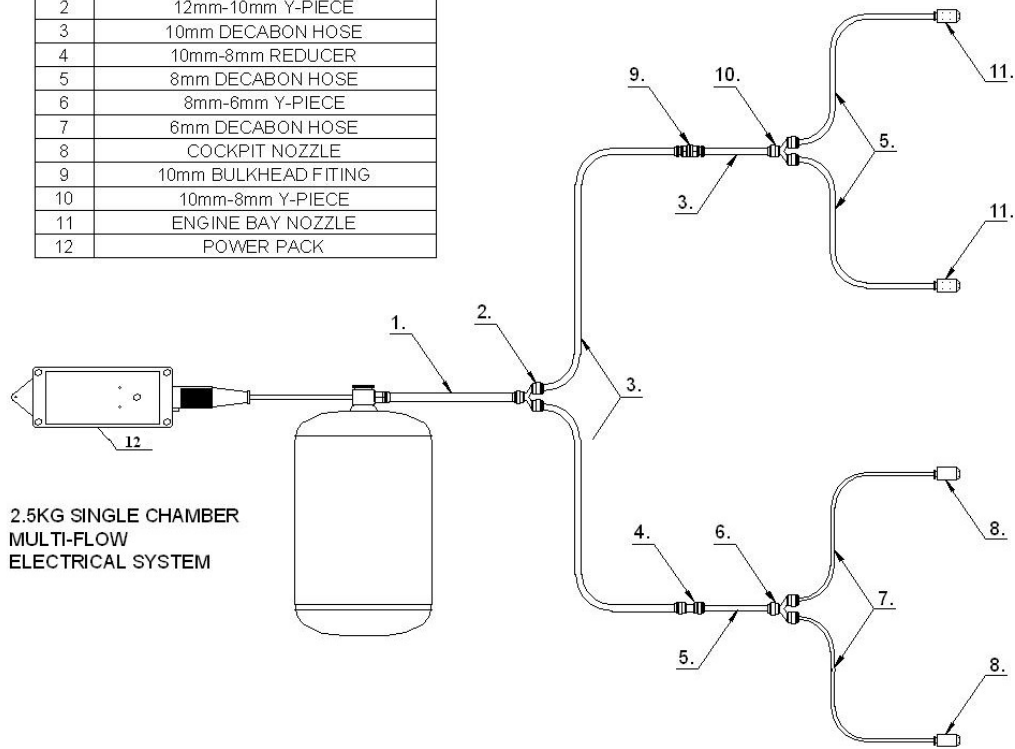 2 12mm-10mm Y-PIECE
3 10mm DECABON HOSE
4 10mm-8mm REDUCER
5 8mm DECABON HOSE
6 8mm-6mm Y-PIECE
7 6mm DECABON HOSE
8 COCKPIT NOZZLE
9 10mm BULKHEAD FITING
10 10mm-8mm Y-PIECE
11 ENGINE BAY NOZZLE
12 POWER PACK
9.
10.
11.
5.
3.
11.
1.
2.
3.
12
2.5KG SINGLE CHAMBER
MULTI-FLOW
ELECTRICAL SYSTEM
4.
6.
8.
7.
5.
8.